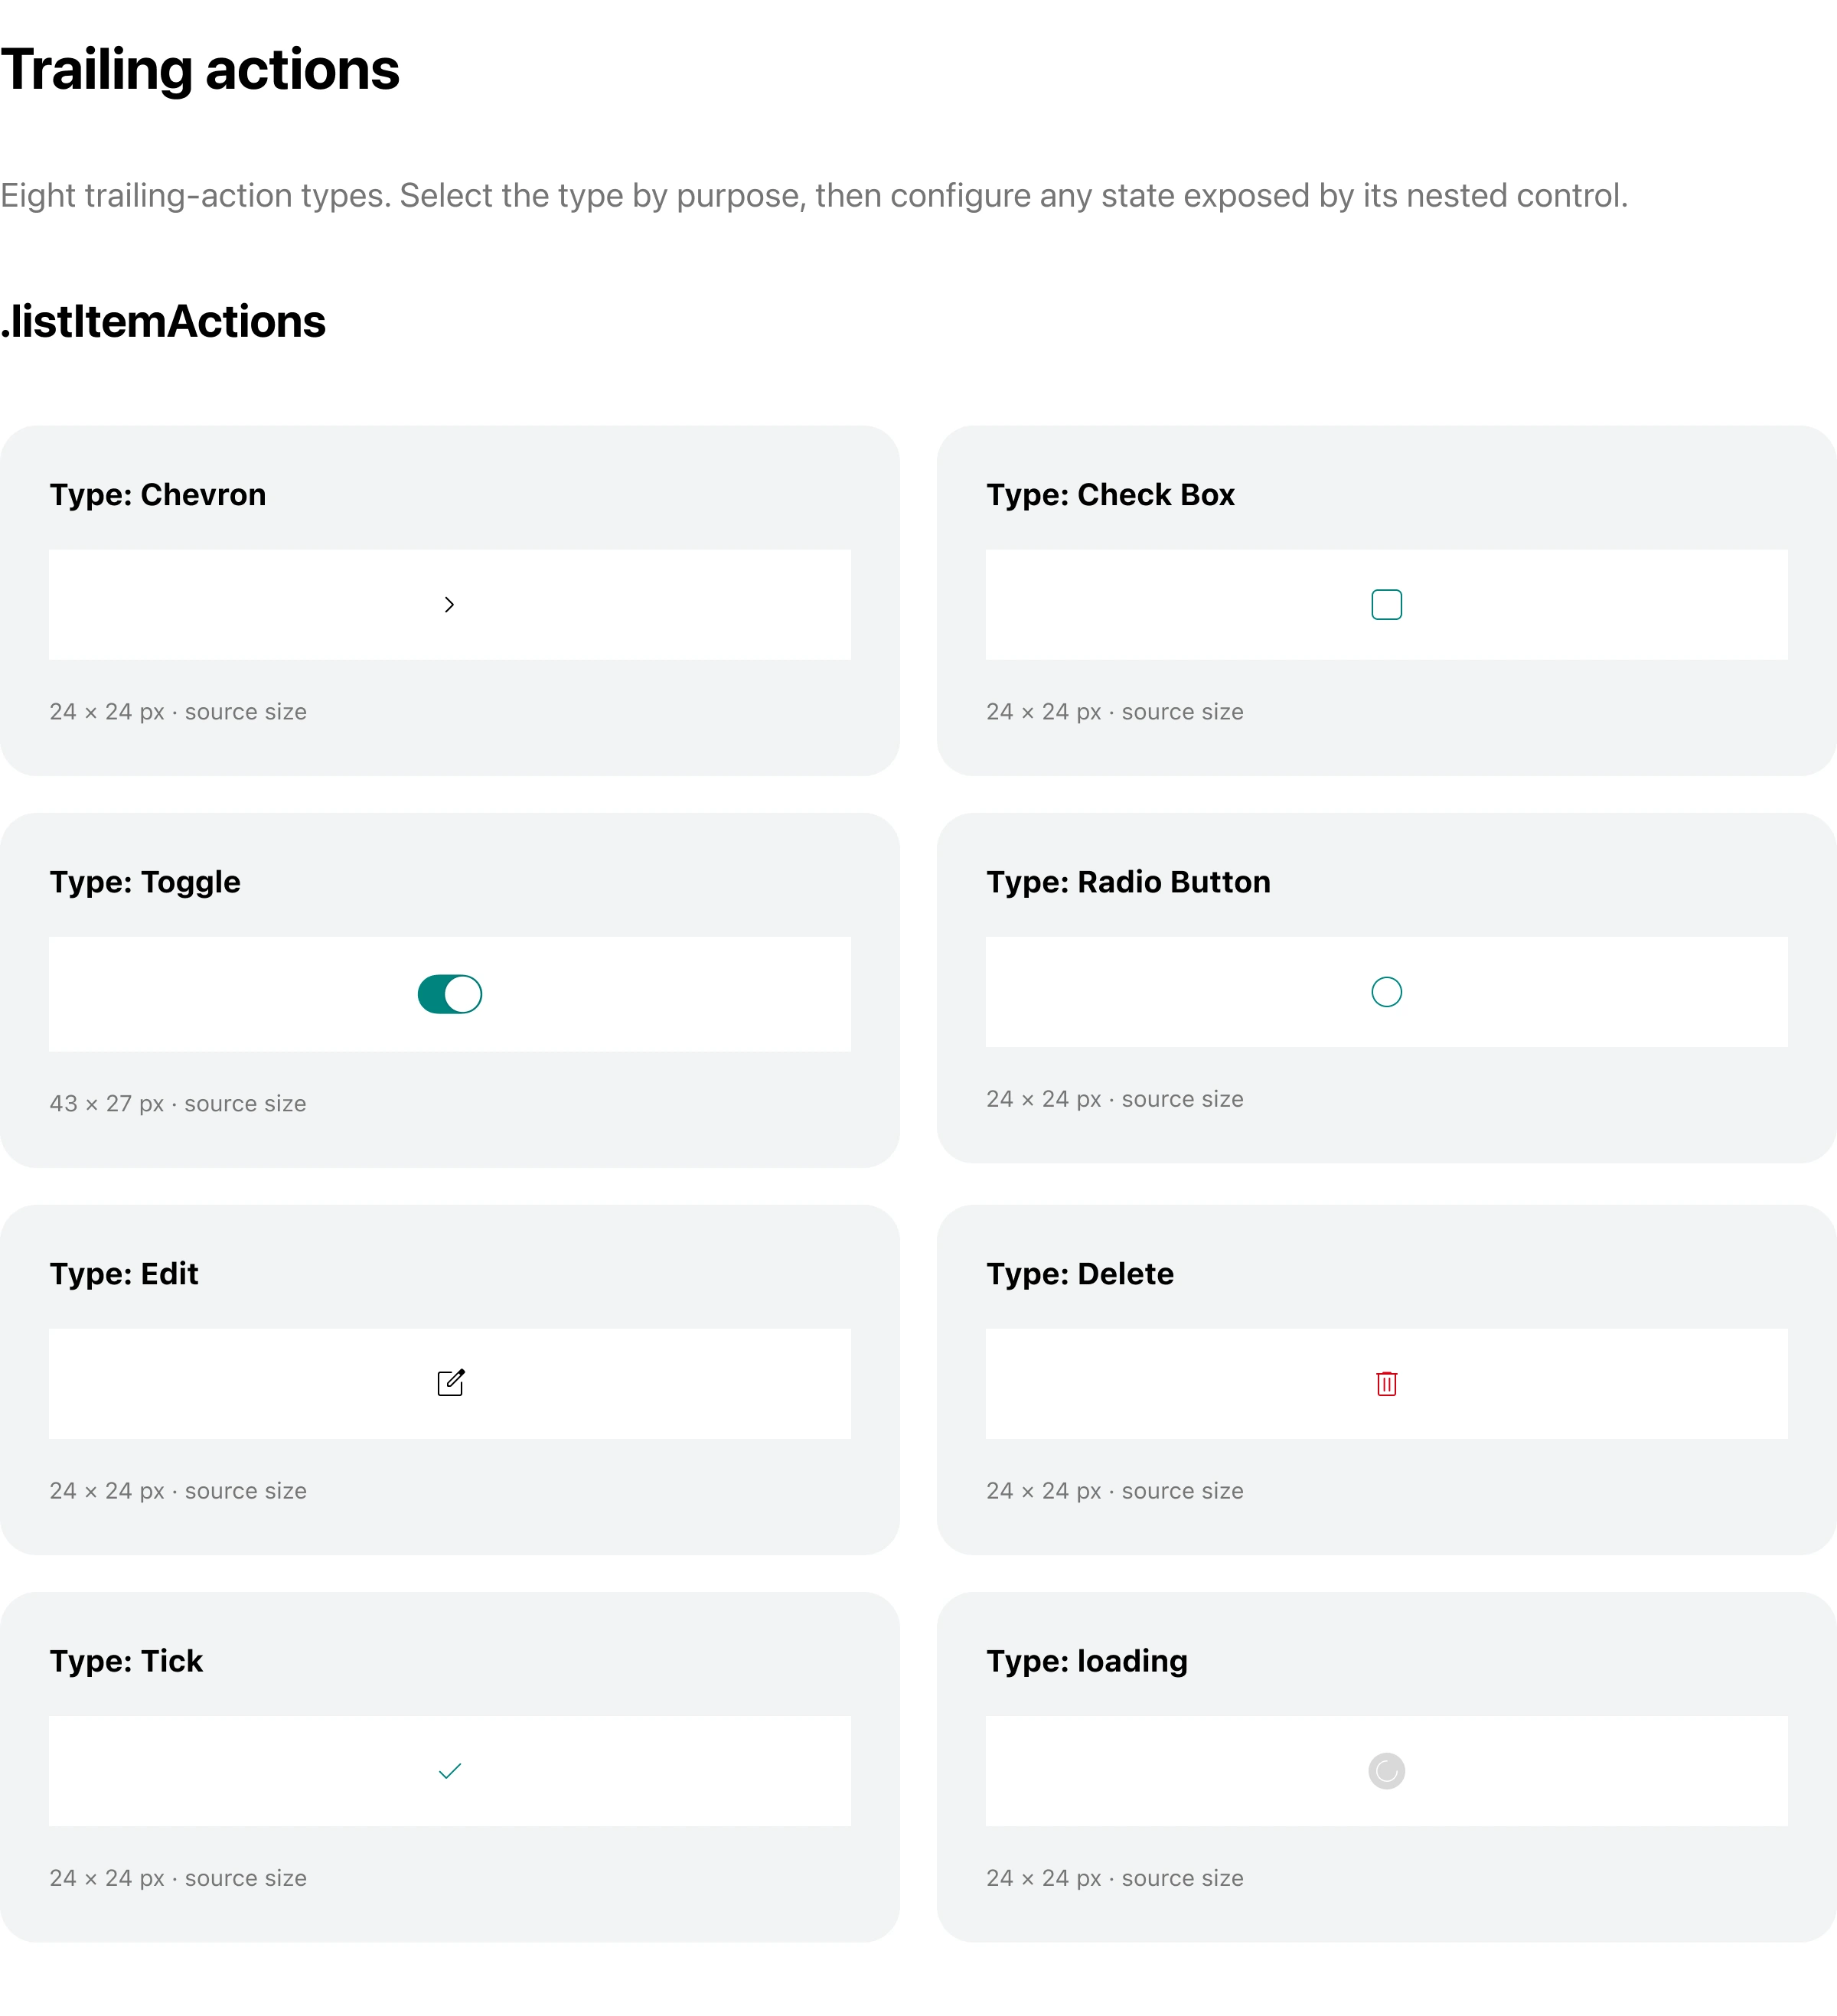 Trailing actions
Eight trailing-action types. Select the type by purpose, then configure any state exposed by its nested control.
.listItemActions
Type: Chevron
24 × 24 px · source size
Type: Check Box
24 × 24 px · source size
Type: Toggle
43 × 27 px · source size
Type: Radio Button
24 × 24 px · source size
Type: Edit
24 × 24 px · source size
Type: Delete
24 × 24 px · source size
Type: Tick
24 × 24 px · source size
Type: loading
24 × 24 px · source size